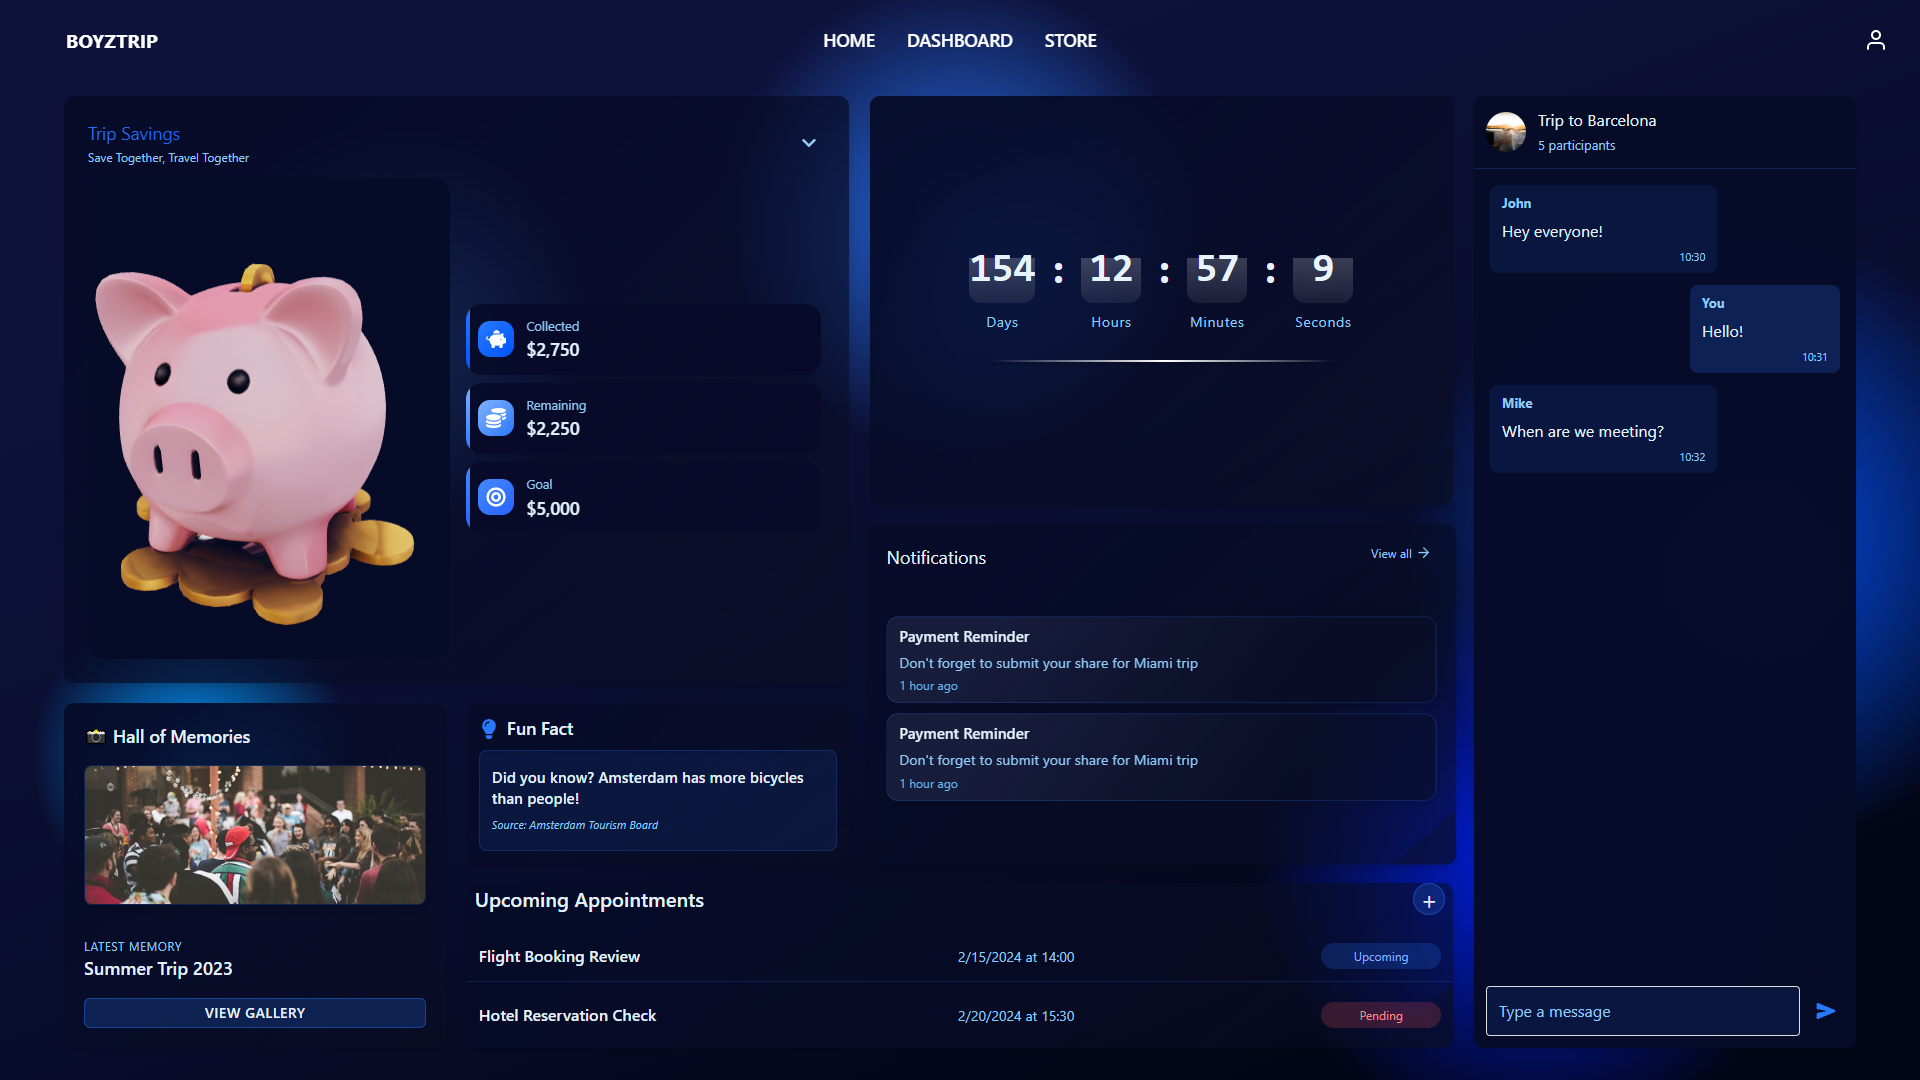 BOYZTRIP
HOME DASHBOARD STORE
Trip Savings
Save Together, Travel Together
Collected
$2,750
Remaining
$2,250
Goal
$5,000
154 : 12 : 57 : 9
Days Hours Minutes Seconds
Notifications
View all
Payment Reminder
Don't forget to submit your share for Miami trip
1 hour ago
Payment Reminder
Don't forget to submit your share for Miami trip
1 hour ago
Hall of Memories
LATEST MEMORY
Summer Trip 2023
VIEW GALLERY
Fun Fact
Did you know? Amsterdam has more bicycles
than people!
Source: Amsterdam Tourism Board
Upcoming Appointments
Flight Booking Review 2/15/2024 at 14:00 Upcoming
Hotel Reservation Check 2/20/2024 at 15:30 Pending
Trip to Barcelona
5 participants
John
Hey everyone!
10:30
You
Hello!
10:31
Mike
When are we meeting?
10:32
Type a message